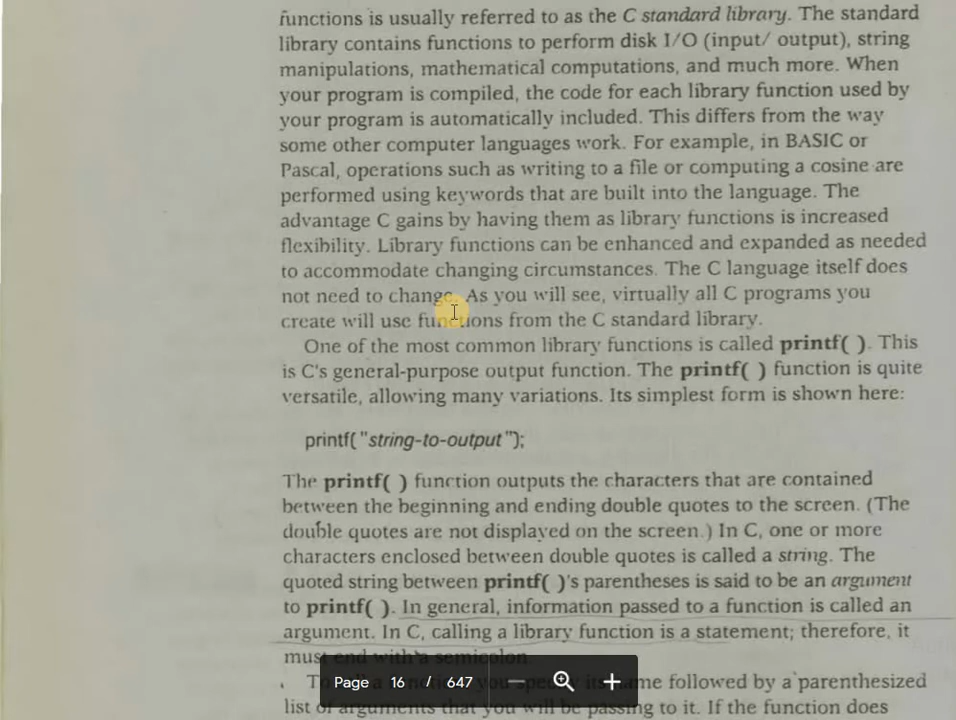 functions is usually referred to as the C standard library. The standard
library contains functions to perform disk I/O (input/ output), string
manipulations, mathematical computations, and much more. When
your program is compiled, the code for each library function used by
your program is automatically included. This differs from the way
some other computer languages work. For example, in BASIC or
Pascal, operations such as writing to a file or computing a cosine are
performed using keywords that are built into the language. The
advantage C gains by having them as library functions is increased
flexibility. Library functions can be enhanced and expanded as needed
to accommodate changing circumstances. The C language itself does
not need to change. As you will see, virtually all C programs you
create will use functions from the C standard library.
One of the most common library functions is called printf( ). This
is C's general-purpose output function. The printf( ) function is quite
versatile, allowing many variations. Its simplest form is shown here:
printf("string-to-output");
The printf( ) function outputs the characters that are contained
between the beginning and ending double quotes to the screen. (The
double quotes are not displayed on the screen.) In C, one or more
characters enclosed between double quotes is called a string. The
quoted string between printf( )'s parentheses is said to be an argument
to printf( ). In general, information passed to a function is called an
argument. In C, calling a library function is a statement; therefore, it
must end with a semicolon.
To me followed by a parenthesized
list of arguments that you will be passing to it. If the function does
Page 16 / 647